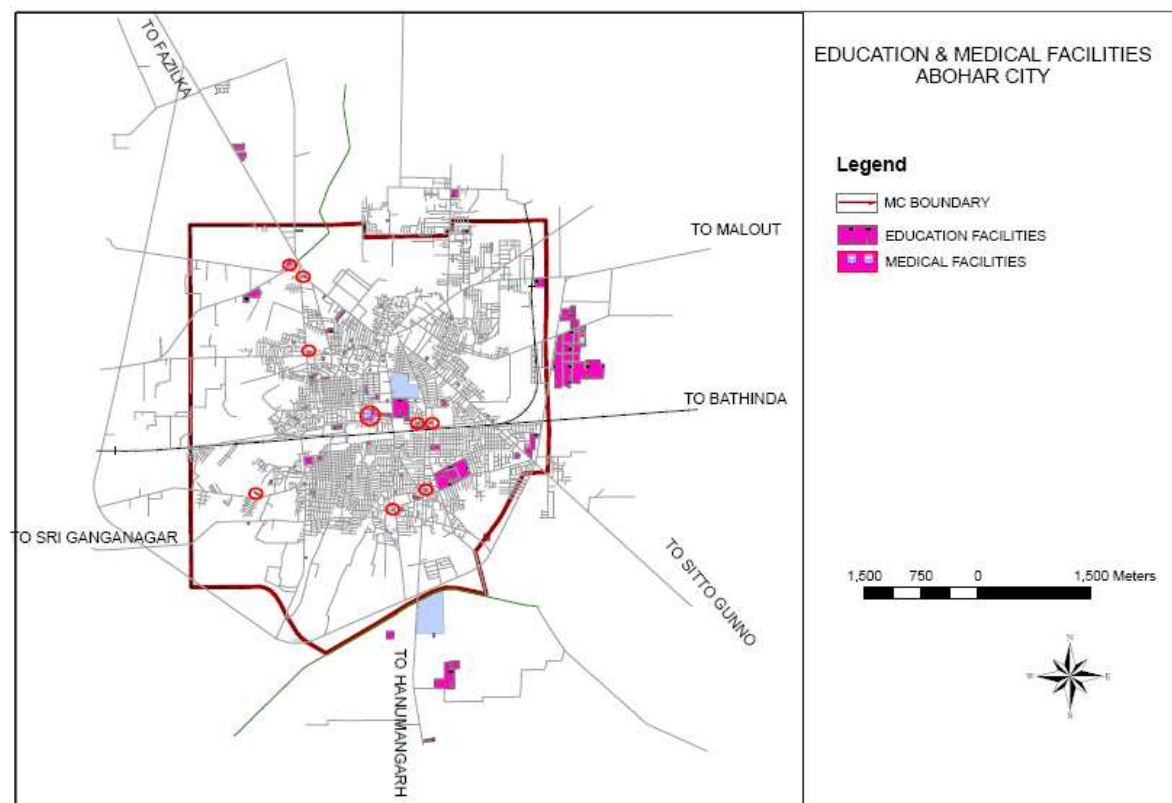 EDUCATION & MEDICAL FACILITIES
ABOHAR CITY
TO FAZILKA
TO MALOUT
TO BATHINDA
TO SRI GANGANAGAR
TO SITTO GUNNO
TO HANUMANGARH
Legend
MC BOUNDARY
EDUCATION FACILITIES
MEDICAL FACILITIES
1,500 750 0 1,500 Meters
N
W E
S